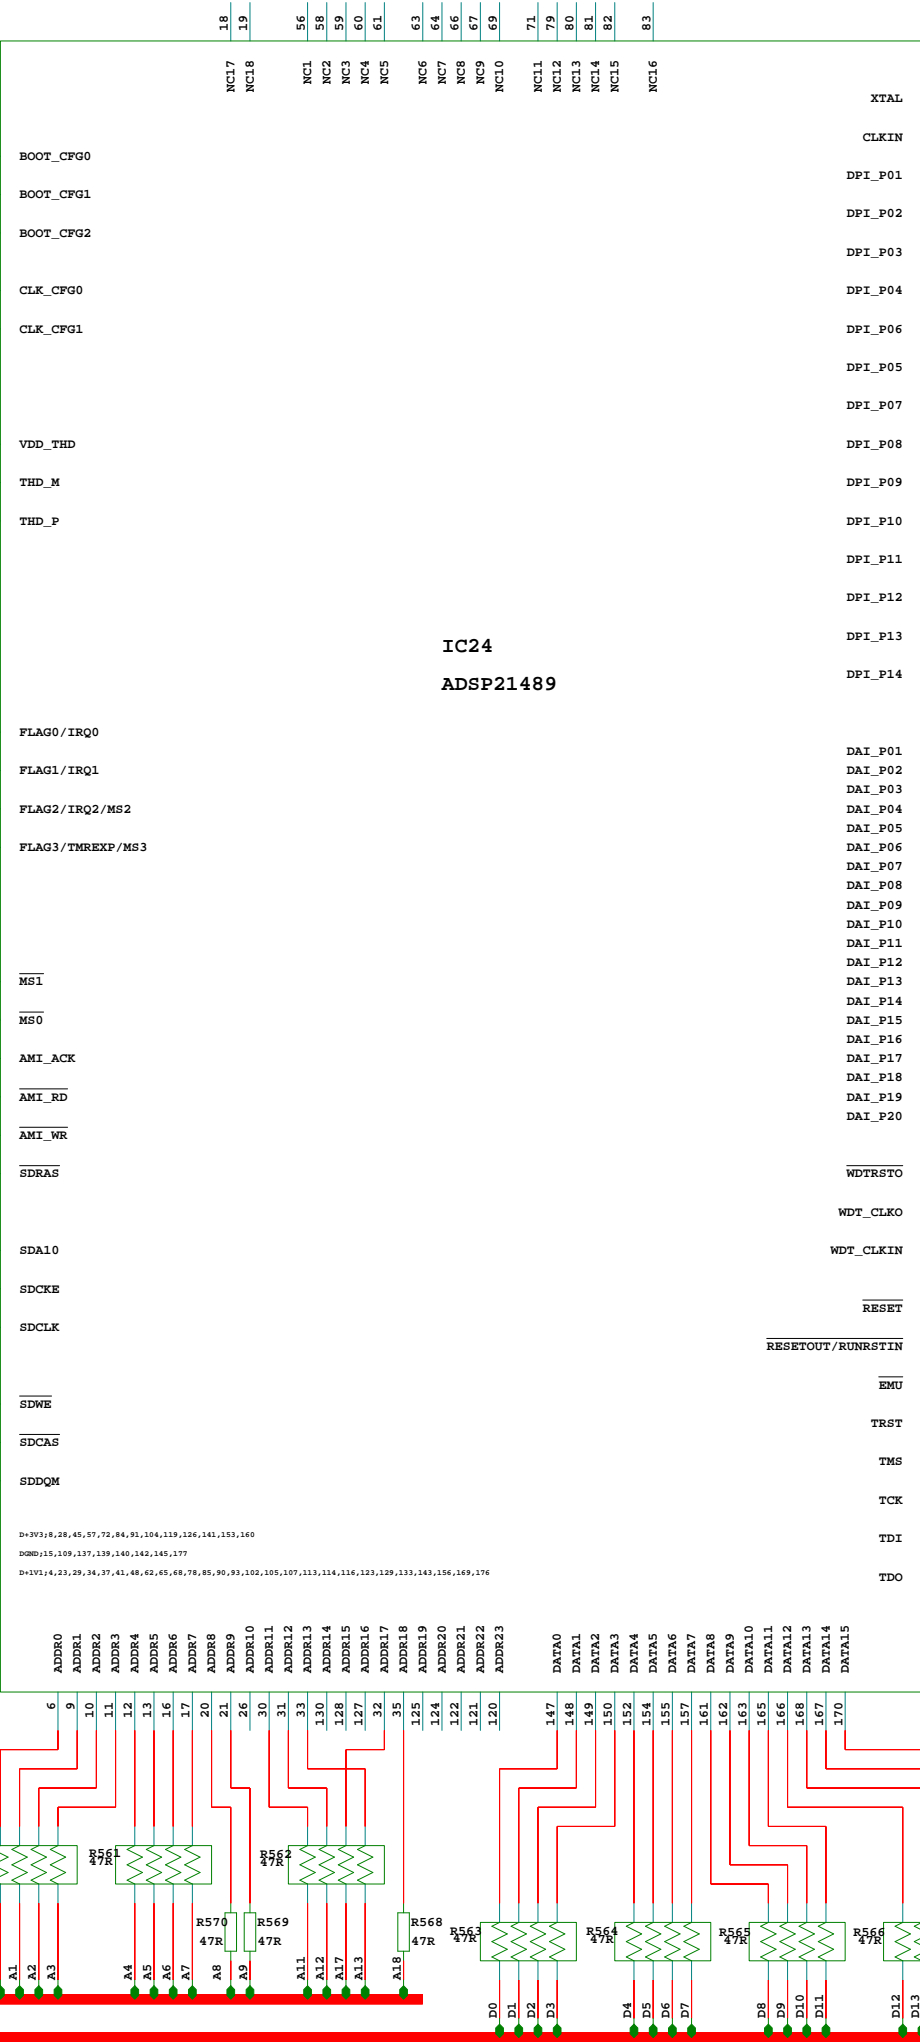 18 19 56 58 59 60 61 63 64 66 67 69 71 79 80 81 82 83
NC17 NC18 NC1 NC2 NC3 NC4 NC5 NC6 NC7 NC8 NC9 NC10 NC11 NC12 NC13 NC14 NC15 NC16
XTAL
CLKIN
BOOT_CFG0
DPI_P01
BOOT_CFG1
DPI_P02
BOOT_CFG2
DPI_P03
CLK_CFG0
DPI_P04
CLK_CFG1
DPI_P06
DPI_P05
DPI_P07
VDD_THD
DPI_P08
THD_M
DPI_P09
THD_P
DPI_P10
DPI_P11
DPI_P12
DPI_P13
IC24
DPI_P14
ADSP21489
FLAG0/IRQ0
DAI_P01
FLAG1/IRQ1
DAI_P02
DAI_P03
FLAG2/IRQ2/MS2
DAI_P04
DAI_P05
FLAG3/TMREXP/MS3
DAI_P06
DAI_P07
DAI_P08
DAI_P09
DAI_P10
DAI_P11
DAI_P12
MS1
DAI_P13
DAI_P14
MS0
DAI_P15
DAI_P16
AMI_ACK
DAI_P17
DAI_P18
AMI_RD
DAI_P19
DAI_P20
AMI_WR
SDRAS
WDTRSTO
WDT_CLKO
SDA10
WDT_CLKIN
SDCKE
RESET
SDCLK
RESETOUT/RUNRSTIN
EMU
SDWE
TRST
SDCAS
TMS
SDDQM
TCK
D+3V3;8,28,45,57,72,84,91,104,119,126,141,153,160
TDI
DGND;15,109,137,139,140,142,145,177
D+1V1;4,23,29,34,37,41,48,62,65,68,78,85,90,93,102,105,107,113,114,116,123,129,133,143,156,169,176
TDO
ADDR0 ADDR1 ADDR2 ADDR3 ADDR4 ADDR5 ADDR6 ADDR7 ADDR8 ADDR9 ADDR10 ADDR11 ADDR12 ADDR13 ADDR14 ADDR15 ADDR16 ADDR17 ADDR18 ADDR19 ADDR20 ADDR21 ADDR22 ADDR23 DATA0 DATA1 DATA2 DATA3 DATA4 DATA5 DATA6 DATA7 DATA8 DATA9 DATA10 DATA11 DATA12 DATA13 DATA14 DATA15
6 9 10 11 12 13 16 17 20 21 26 30 31 33 130 128 127 32 35 125 124 122 121 120 147 148 149 150 152 154 155 157 161 162 163 165 166 168 167 170
R561 R562
47R 47R
R570 R569 R568 R563 R564 R565 R566
47R 47R 47R 47R 47R 47R 47R
A1 A2 A3 A4 A5 A6 A7 A8 A9 A11 A12 A17 A13 A18
D0 D1 D2 D3 D4 D5 D6 D7 D8 D9 D10 D11 D12 D13